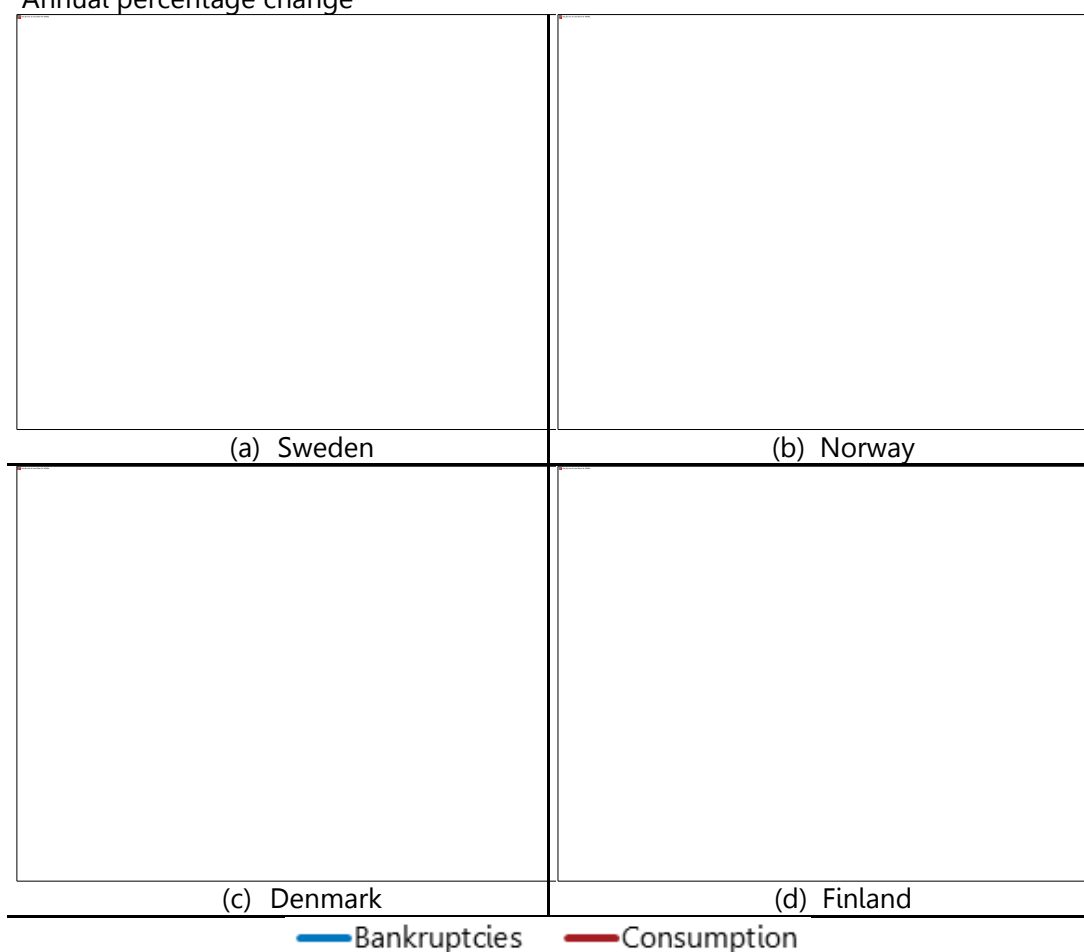 Annual percentage change
(a) Sweden
(b) Norway
(c) Denmark
(d) Finland
Bankruptcies
Consumption